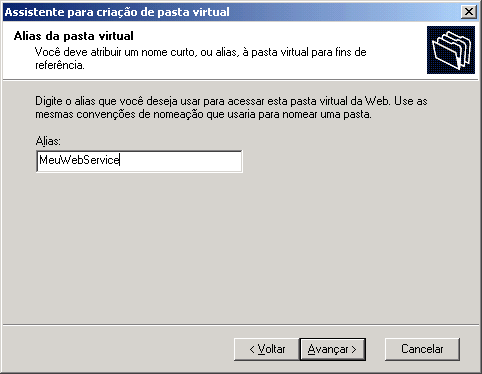 Assistente para criação de pasta virtual
Alias da pasta virtual
Você deve atribuir um nome curto, ou alias, à pasta virtual para fins de
referência.
Digite o alias que você deseja usar para acessar esta pasta virtual da Web. Use as
mesmas convenções de nomeação que usaria para nomear uma pasta.
Alias:
MeuWebService
< Voltar
Avançar >
Cancelar